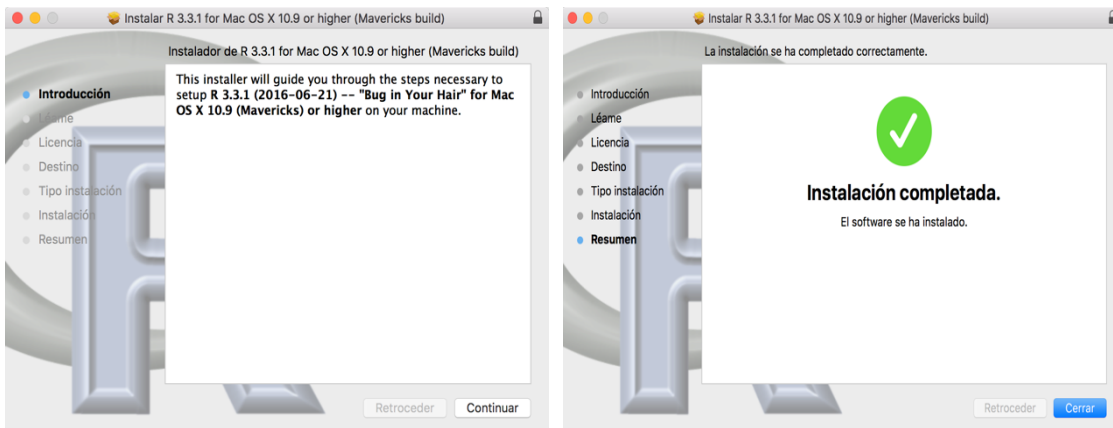 Instalar R 3.3.1 for Mac OS X 10.9 or higher (Mavericks build)
Instalador de R 3.3.1 for Mac OS X 10.9 or higher (Mavericks build)
Introducción
Léame
Licencia
Destino
Tipo instalación
Instalación
Resumen
This installer will guide you through the steps necessary to
setup R 3.3.1 (2016-06-21) -- "Bug in Your Hair" for Mac
OS X 10.9 (Mavericks) or higher on your machine.
Retroceder
Continuar
Instalar R 3.3.1 for Mac OS X 10.9 or higher (Mavericks build)
La instalación se ha completado correctamente.
Introducción
Léame
Licencia
Destino
Tipo instalación
Instalación
Resumen
Instalación completada.
El software se ha instalado.
Retroceder
Cerrar